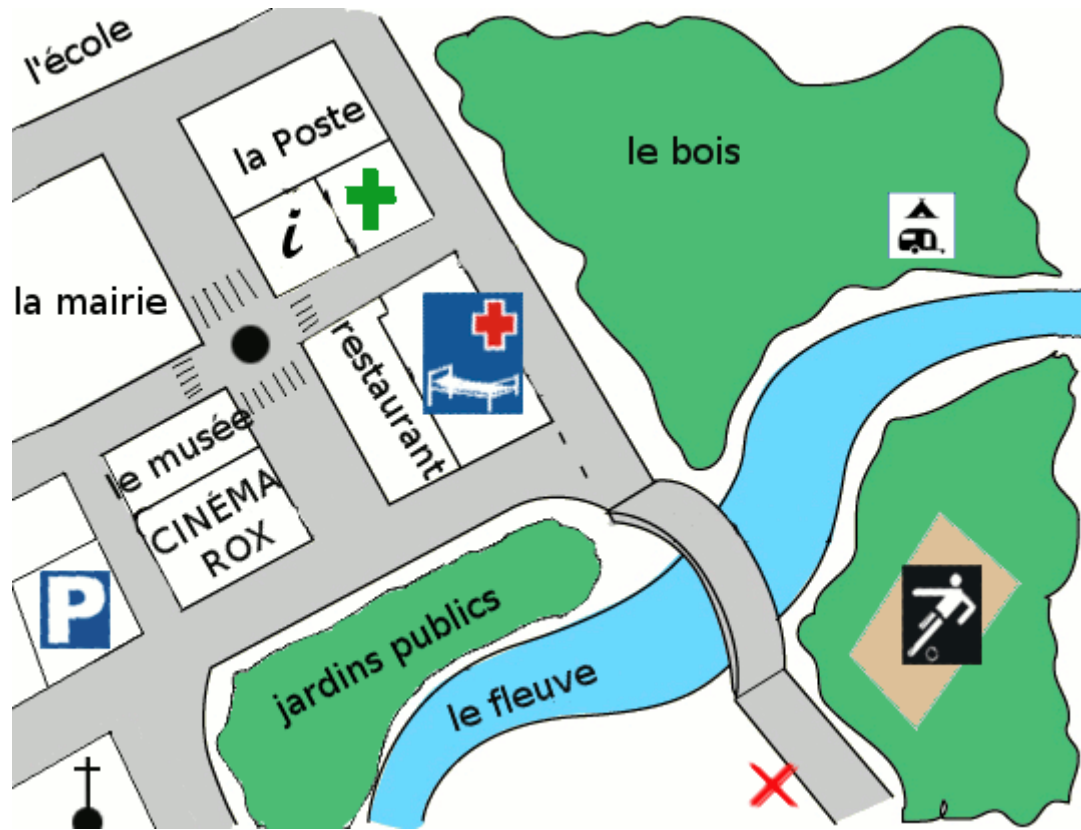 l'école
la Poste
le bois
i
la mairie
restaurant
le musée
CINÉMA
ROX
P
jardins publics
le fleuve